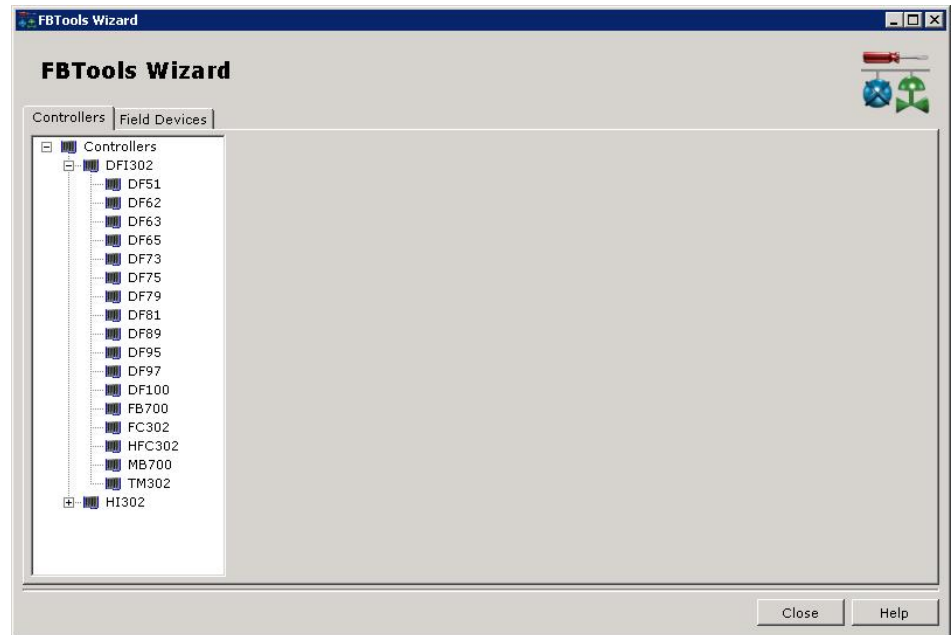 FBTools Wizard
FBTools Wizard
Controllers
Field Devices
Controllers
DFI302
DF51
DF62
DF63
DF65
DF73
DF75
DF79
DF81
DF89
DF95
DF97
DF100
FB700
FC302
HFC302
MB700
TM302
HI302
Close
Help